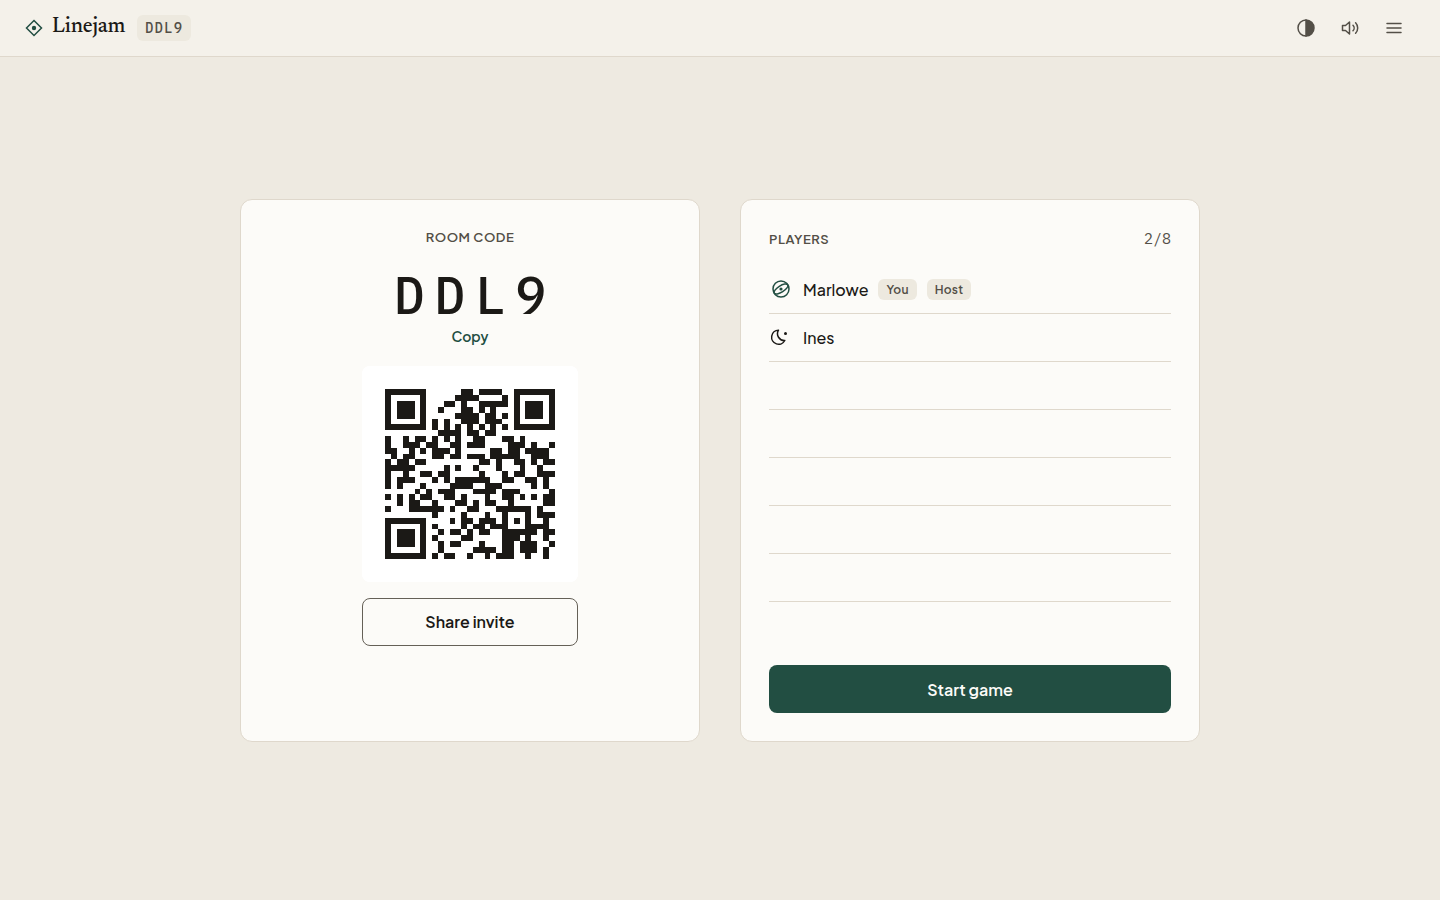 Linejam DDL9
ROOM CODE
DDL9
Copy
Share invite
PLAYERS 2/8
Marlowe You Host
Ines
Start game